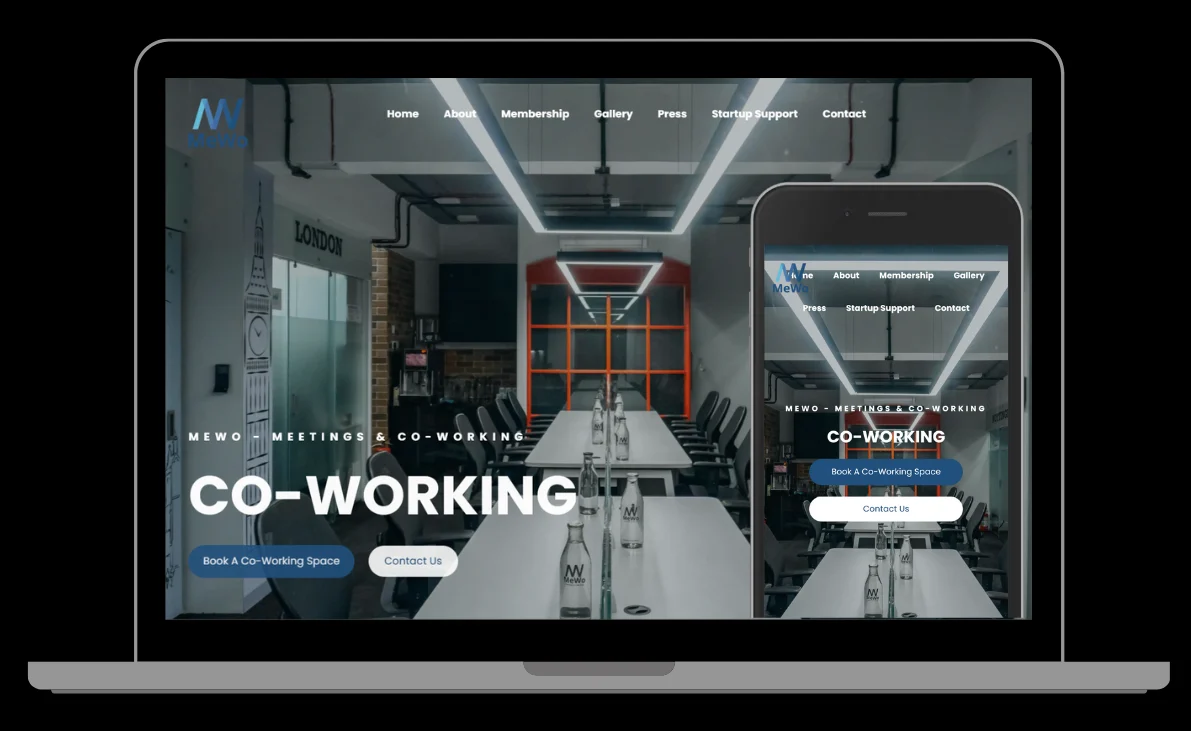 MeWo
Home About Membership Gallery Press Startup Support Contact
LONDON
MEWO - MEETINGS & CO-WORKING
CO-WORKING
Book A Co-Working Space Contact Us
MeWo
Home About Membership Gallery
MeWo
Press Startup Support Contact
MEWO - MEETINGS & CO-WORKING
CO-WORKING
Book A Co-Working Space
Contact Us